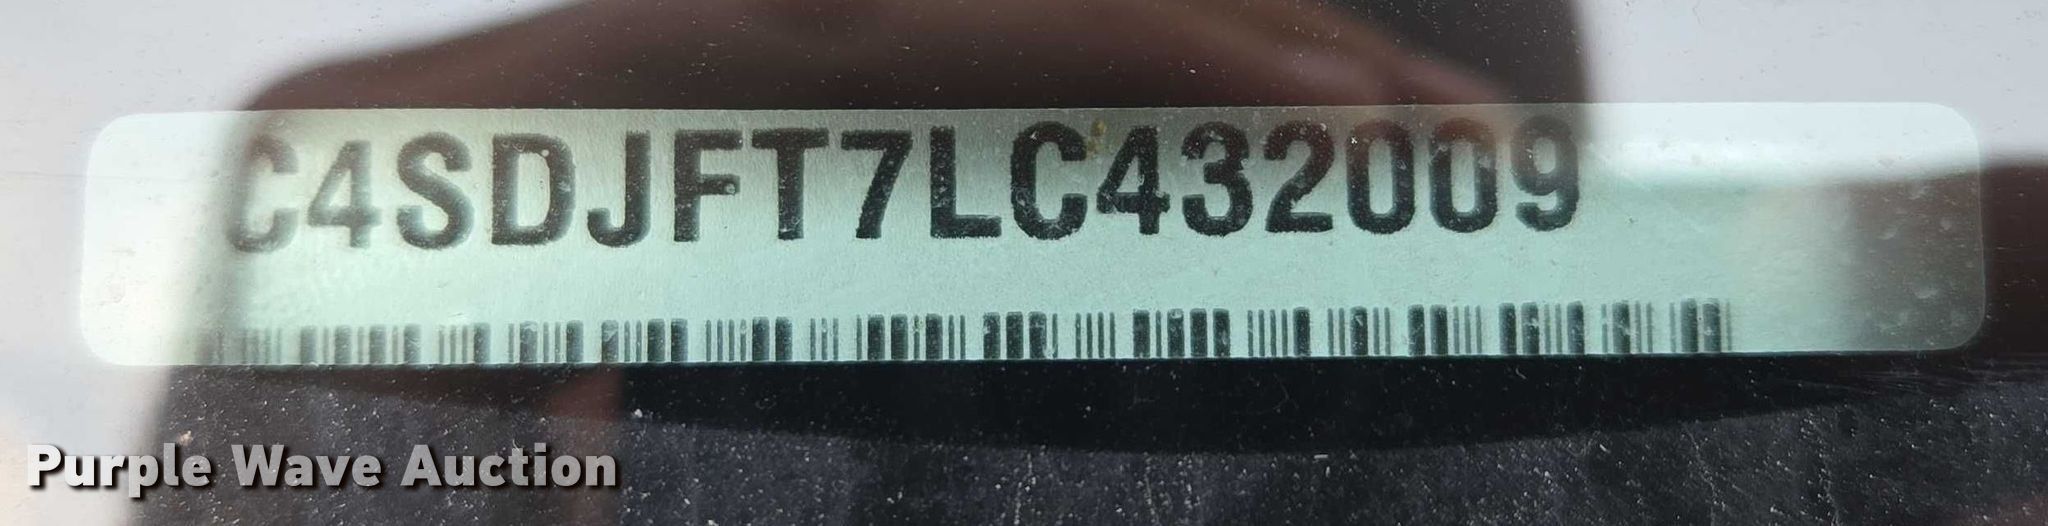 C4SDJFT7LC432009
Purple Wave Auction